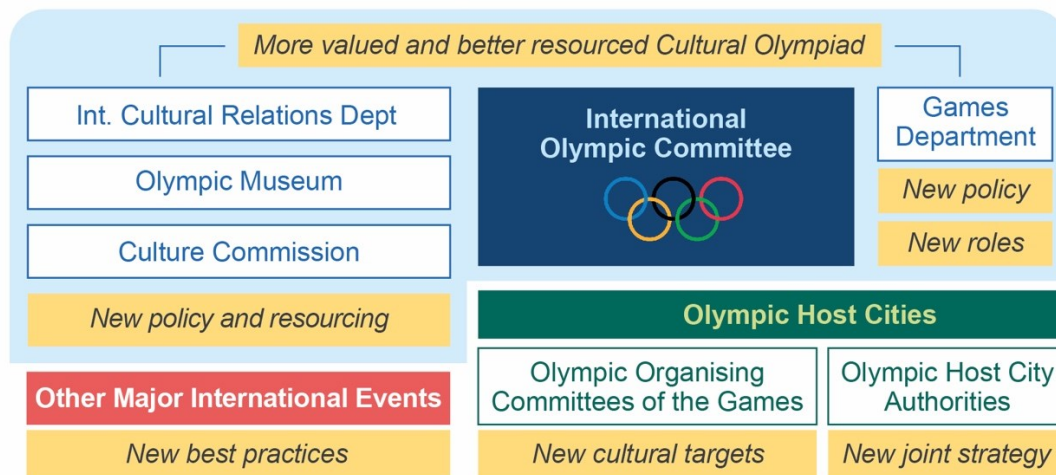 More valued and better resourced Cultural Olympiad
Int. Cultural Relations Dept
Olympic Museum
Culture Commission
New policy and resourcing
International
Olympic Committee
Games
Department
New policy
New roles
Other Major International Events
New best practices
Olympic Host Cities
Olympic Organising
Committees of the Games
New cultural targets
Olympic Host City
Authorities
New joint strategy